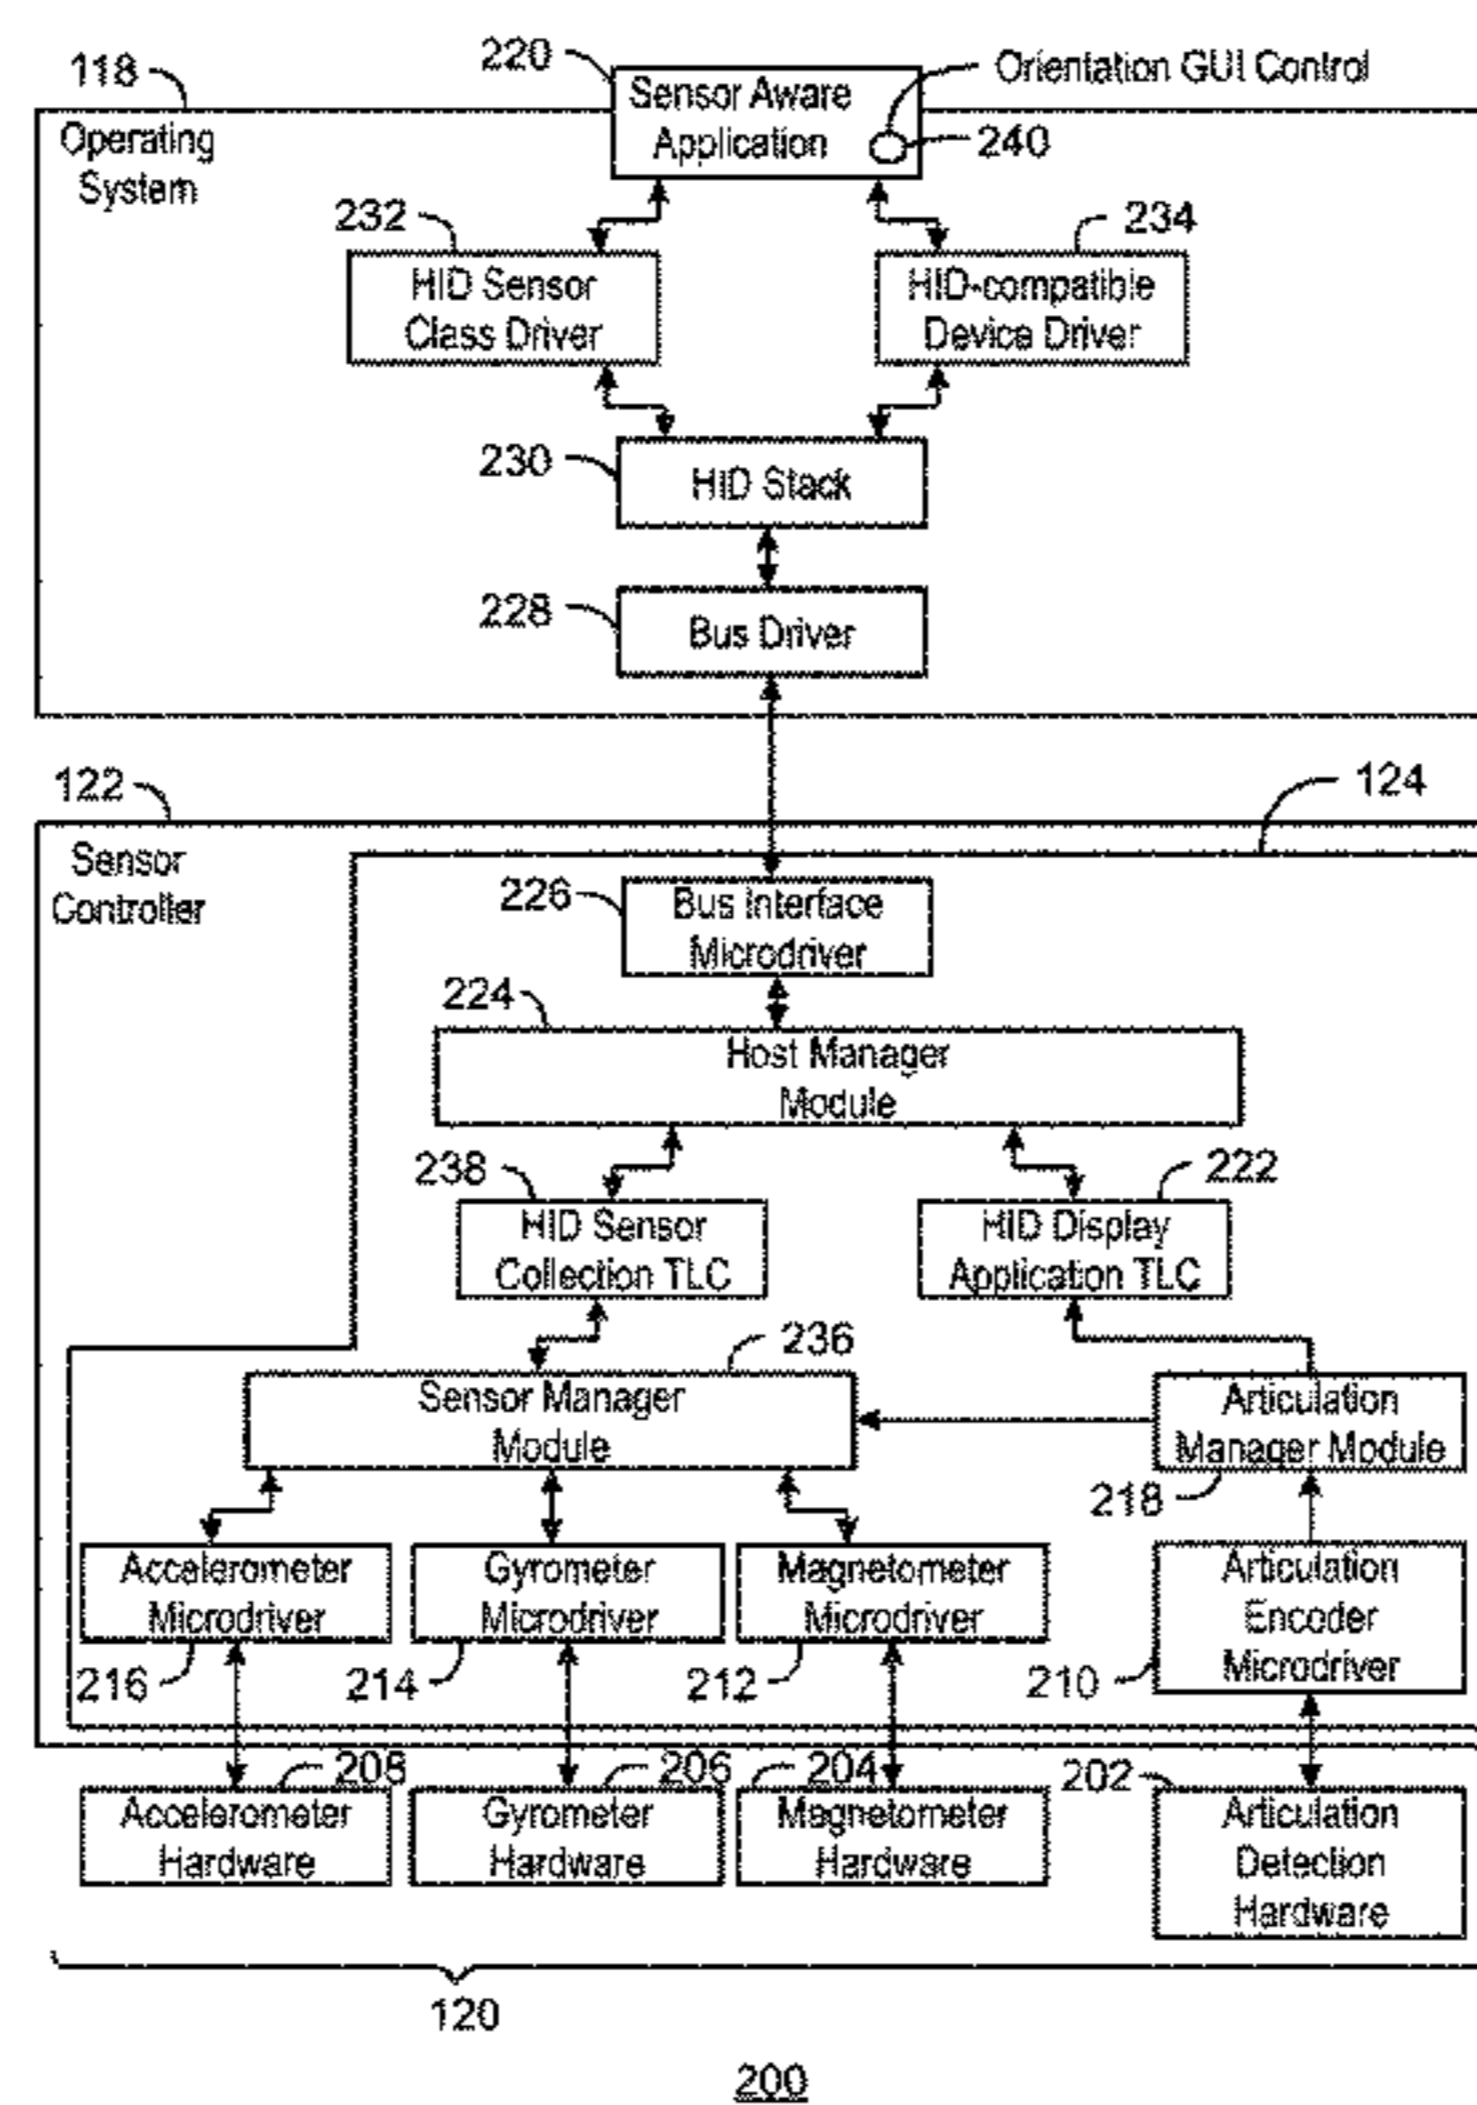 220
Orientation GUI Control
118
Sensor Aware
Application
240
Operating
System
232
234
HID Sensor
Class Driver
HID-compatible
Device Driver
230
HID Stack
228
Bus Driver
122
124
Sensor
Controller
226
Bus Interface
Microdriver
224
Host Manager
Module
238
222
HID Sensor
Collection TLC
HID Display
Application TLC
236
Sensor Manager
Module
Articulation
Manager Module
218
Accelerometer
Microdriver
Gyrometer
Microdriver
Magnetometer
Microdriver
Articulation
Encoder
Microdriver
216
214
212
210
208
206
204
202
Accelerometer
Hardware
Gyrometer
Hardware
Magnetometer
Hardware
Articulation
Detection
Hardware
120
200